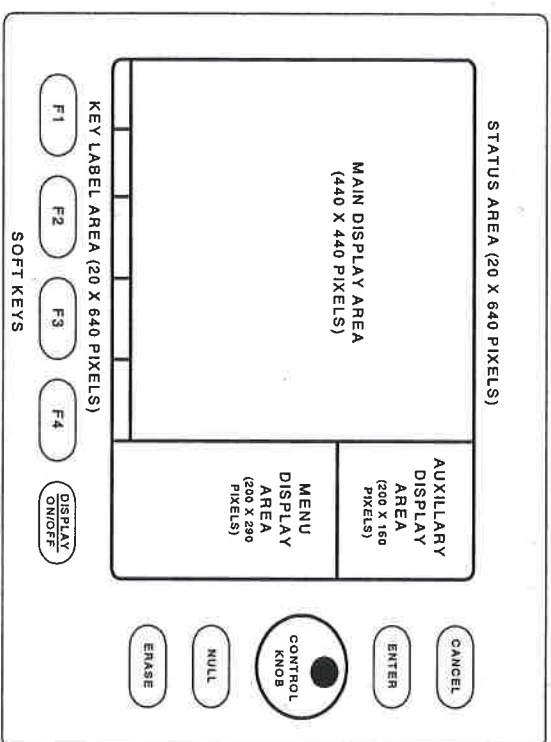 STATUS AREA (20 X 640 PIXELS)
MAIN DISPLAY AREA
(440 X 440 PIXELS)
AUXILLARY
DISPLAY
AREA
(200 X 160
PIXELS)
MENU
DISPLAY
AREA
(200 X 290
PIXELS)
CANCEL
ENTER
CONTROL
KNOB
NULL
ERASE
KEY LABEL AREA (20 X 640 PIXELS)
F1
F2
F3
F4
DISPLAY
ON/OFF
SOFT KEYS